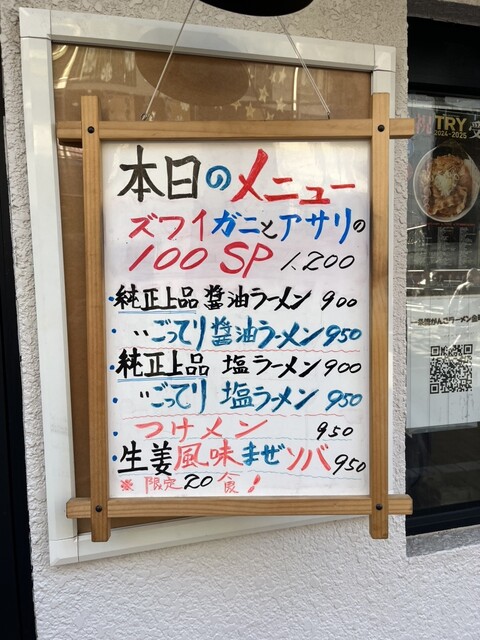 本日のメニュー
ズワイガニとアサリの
100 SP 1,200
・純正上品 醤油ラーメン 900
・〃 ごってり 醤油ラーメン 950
・純正上品 塩ラーメン 900
・〃 ごってり 塩ラーメン 950
・つけメン 950
生姜風味まぜソバ 950
※限定20食!
TRY
2024-2025